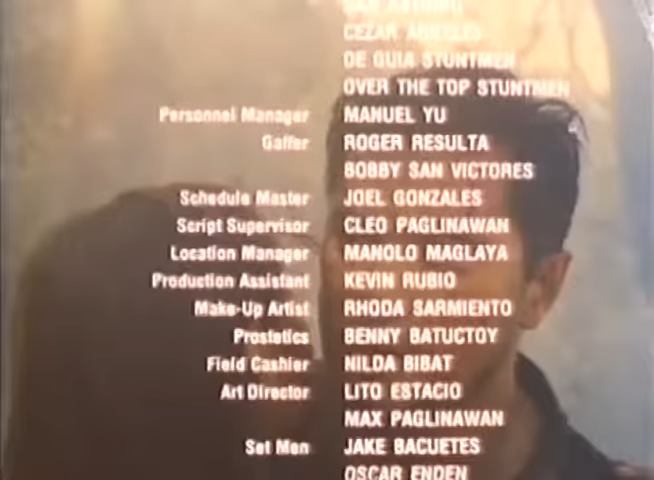 CEZAR
DE GUIA STUNTMEN
OVER THE TOP STUNTMEN
Personnel Manager MANUEL YU
Gaffer ROGER RESULTA
BOBBY SAN VICTORES
Schedule Master JOEL GONZALES
Script Supervisor CLEO PAGLINAWAN
Location Manager MANOLO MAGLAYA
Production Assistant KEVIN RUBIO
Make-Up Artist RHODA SARMIENTO
Prostetics BENNY BATUCTOY
Field Cashier NILDA BIBAT
Art Director LITO ESTACIO
MAX PAGLINAWAN
Set Men JAKE BACUETES
OSCAR ENDEN